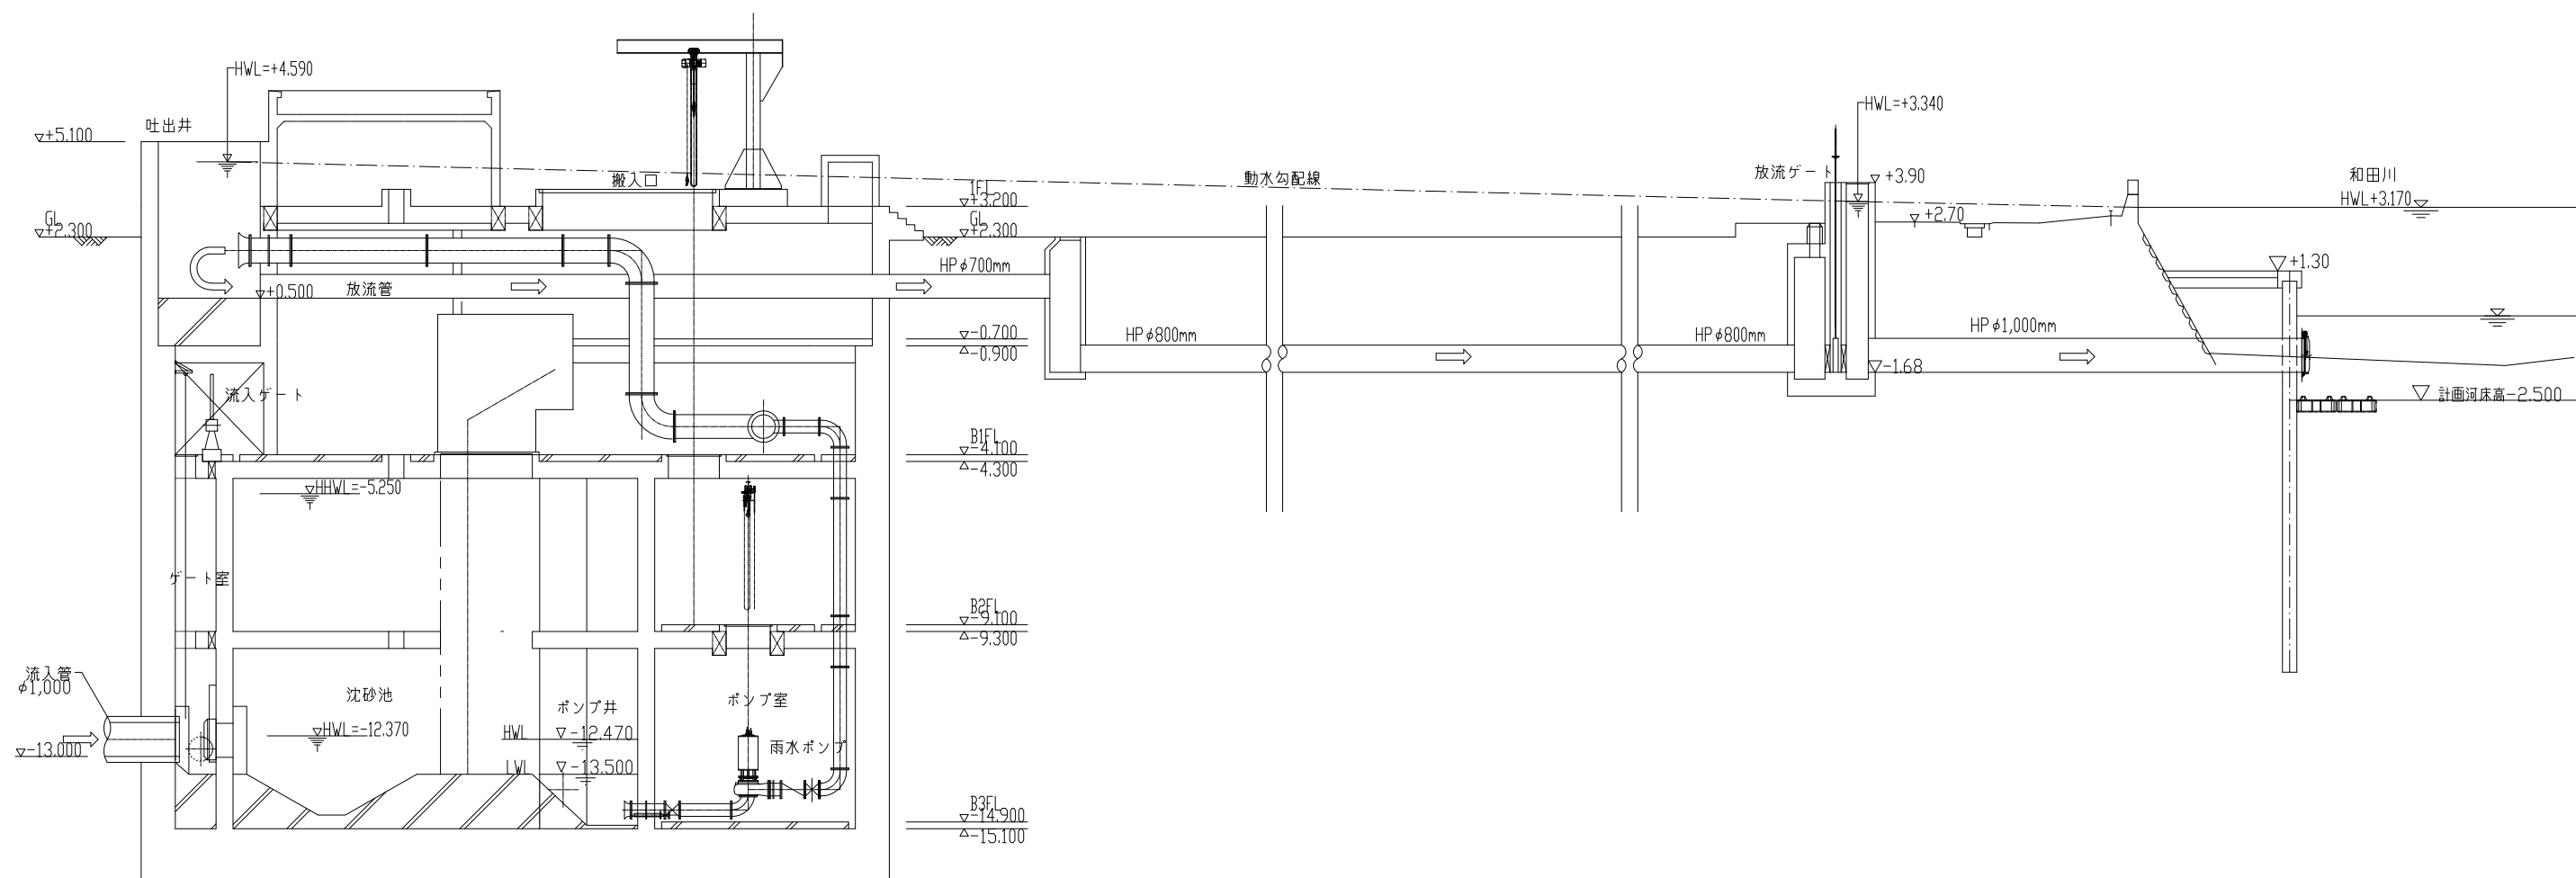 HWL=+4.590
吐出井
+5.100
GL
+2.300
搬入口
動水勾配線
1FL
+3.200
GL
+2.300
HWL=+3.340
放流ゲート
+3.90
+2.70
和田川
HWL+3.170
+1.30
+0.500
放流管
HPφ700mm
HPφ800mm
HPφ800mm
HPφ1,000mm
-0.700
-0.900
-1.68
計画河床高-2.500
流入ゲート
B1FL
-4.100
-4.300
HHWL=-5.250
ゲート室
B2FL
-9.100
-9.300
流入管
φ1,000
-13.000
沈砂池
HWL=-12.370
ポンプ井
HWL -12.470
LWL -13.500
ポンプ室
雨水ポンプ
B3FL
-14.900
-15.100